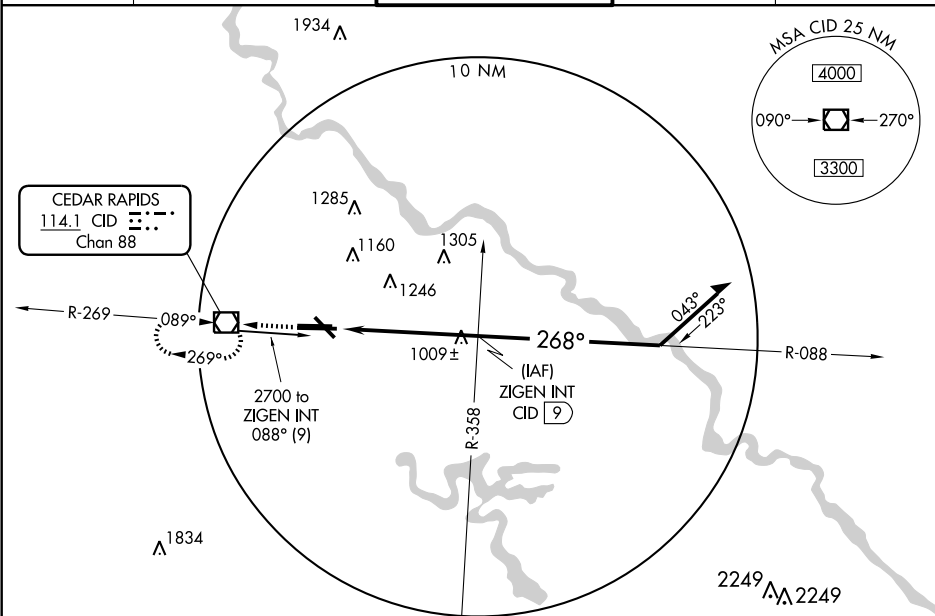 1934
10 NM
MSA CID 25 NM
4000
090°
270°
3300
CEDAR RAPIDS
114.1 CID
Chan 88
1285
1160
1305
1246
R-269
089°
269°
1009±
268°
043°
223°
R-088
(IAF)
ZIGEN INT
CID 9
2700 to
ZIGEN INT
088° (9)
R-358
1834
2249
2249